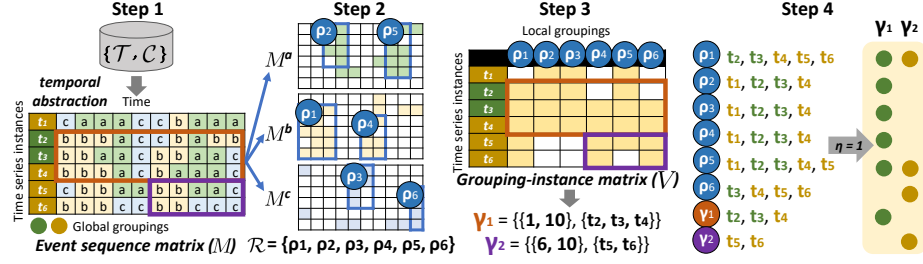 Step 1
{𝒯, 𝒞}
temporal abstraction
Time
Time series instances
t₁ c a a a c c b a a a
t₂ b b b a c b b a a c
t₃ b b a a c b a a a c
t₄ b b b a c b b a a c
t₅ c b b a c b b a c c
t₆ b b b c c b b c c c
Global groupings
Event sequence matrix (M)
Step 2
Mᵃ
ρ₂
ρ₅
Mᵇ
ρ₁
ρ₄
Mᶜ
ρ₃
ρ₆
ℛ = {ρ1, ρ2, ρ3, ρ4, ρ5, ρ6}
Step 3
Local groupings
ρ₁ ρ₂ ρ₃ ρ₄ ρ₅ ρ₆
Time series instances
t₁
t₂
t₃
t₄
t₅
t₆
Grouping-instance matrix (V)
γ₁ = {{1, 10}, {t₂, t₃, t₄}}
γ₂ = {{6, 10}, {t₅, t₆}}
Step 4
γ₁ γ₂
ρ₁ t₂, t₃, t₄, t₅, t₆
ρ₂ t₁, t₂, t₃, t₄
ρ₃ t₁, t₂, t₃, t₄
ρ₄ t₁, t₂, t₃, t₄
ρ₅ t₁, t₂, t₃, t₄, t₅
ρ₆ t₃, t₄, t₅, t₆
γ₁ t₂, t₃, t₄
γ₂ t₅, t₆
η = 1